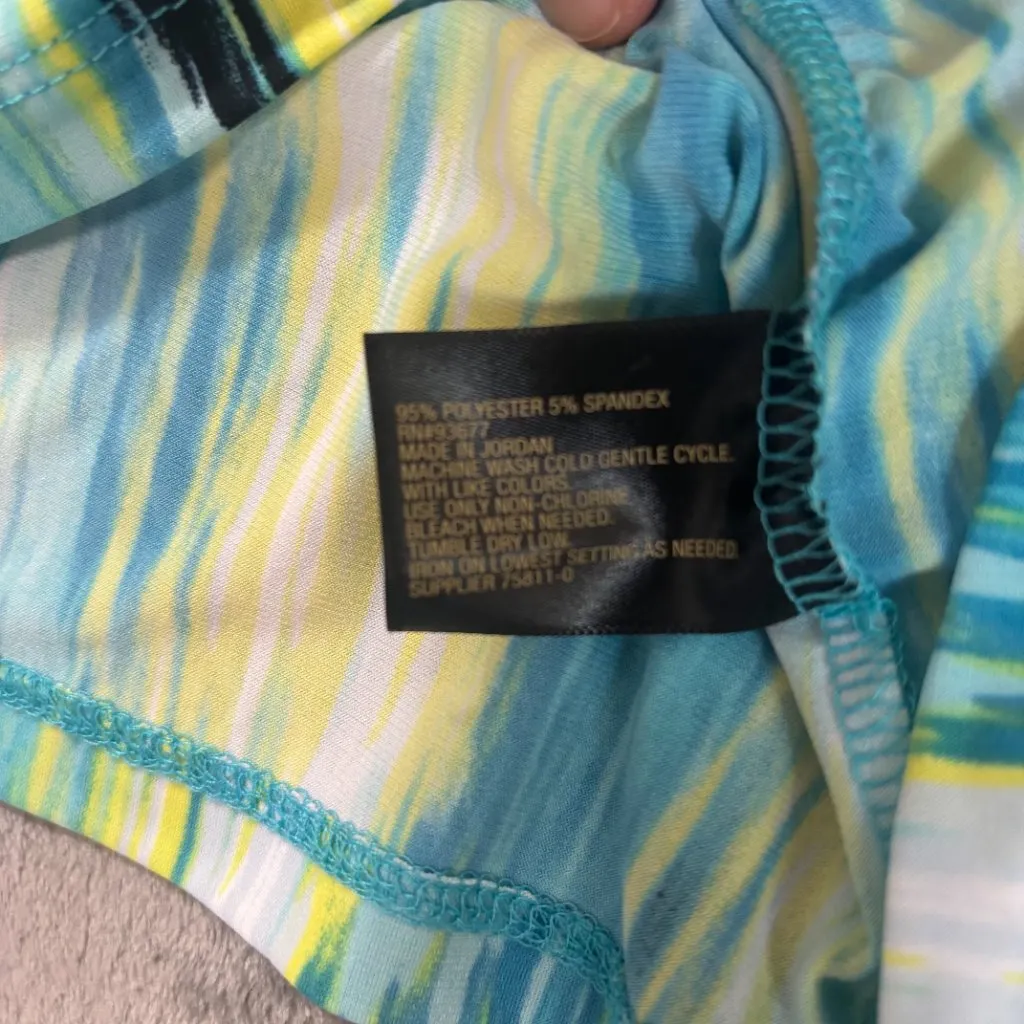 95% POLYESTER 5% SPANDEX
RN#93677
MADE IN JORDAN
MACHINE WASH COLD GENTLE CYCLE.
WITH LIKE COLORS.
USE ONLY NON-CHLORINE
BLEACH WHEN NEEDED.
TUMBLE DRY LOW.
IRON ON LOWEST SETTING AS NEEDED.
SUPPLIER 75811-0